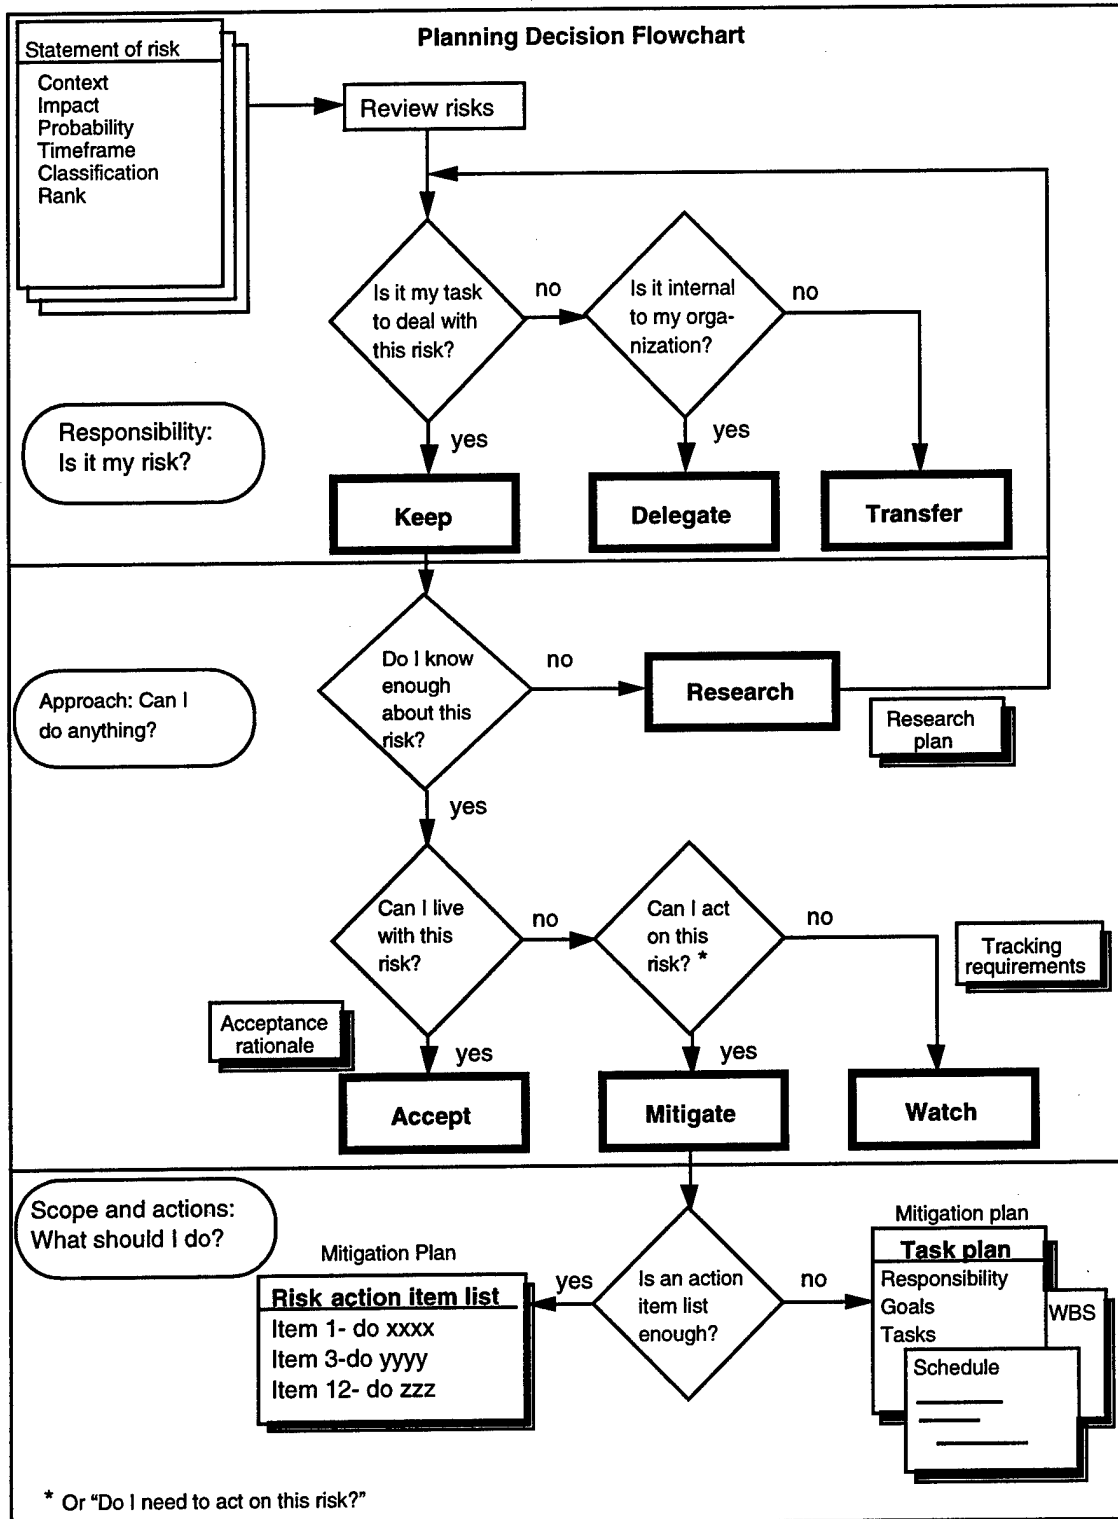 Planning Decision Flowchart
Statement of risk
Context
Impact
Probability
Timeframe
Classification
Rank
Review risks
Is it my task
to deal with
this risk?
no
Is it internal
to my orga-
nization?
no
Responsibility:
Is it my risk?
yes
yes
Keep
Delegate
Transfer
Approach: Can I
do anything?
Do I know
enough
about this
risk?
no
Research
Research
plan
yes
Can I live
with this
risk?
no
Can I act
on this
risk? *
no
Tracking
requirements
Acceptance
rationale
yes
yes
Accept
Mitigate
Watch
Scope and actions:
What should I do?
Mitigation Plan
Risk action item list
Item 1- do xxxx
Item 3-do yyyy
Item 12- do zzz
yes
Is an action
item list
enough?
no
Mitigation plan
Task plan
Responsibility
Goals
Tasks
WBS
Schedule
* Or “Do I need to act on this risk?”